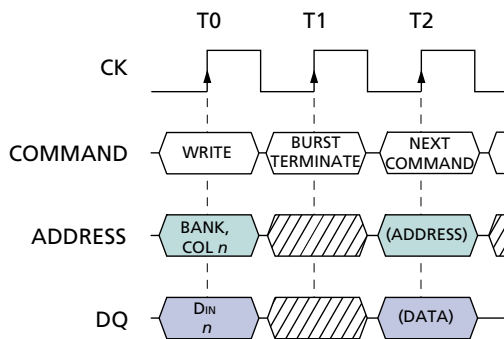 T0 T1 T2
CK
COMMAND WRITE BURST TERMINATE NEXT COMMAND
ADDRESS BANK, COL n (ADDRESS)
DQ DIN n (DATA)